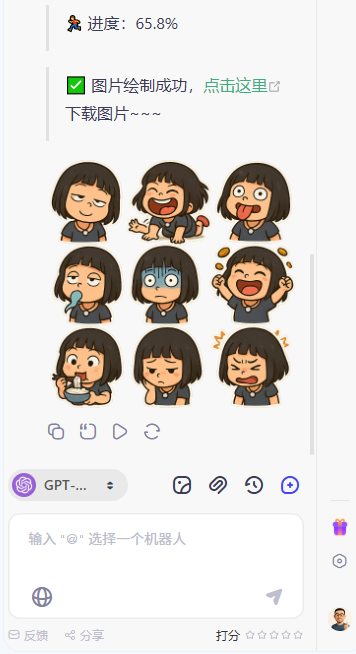 进度：65.8%
图片绘制成功，点击这里
下载图片~~~
GPT-...
输入 "@" 选择一个机器人
反馈 分享 打分